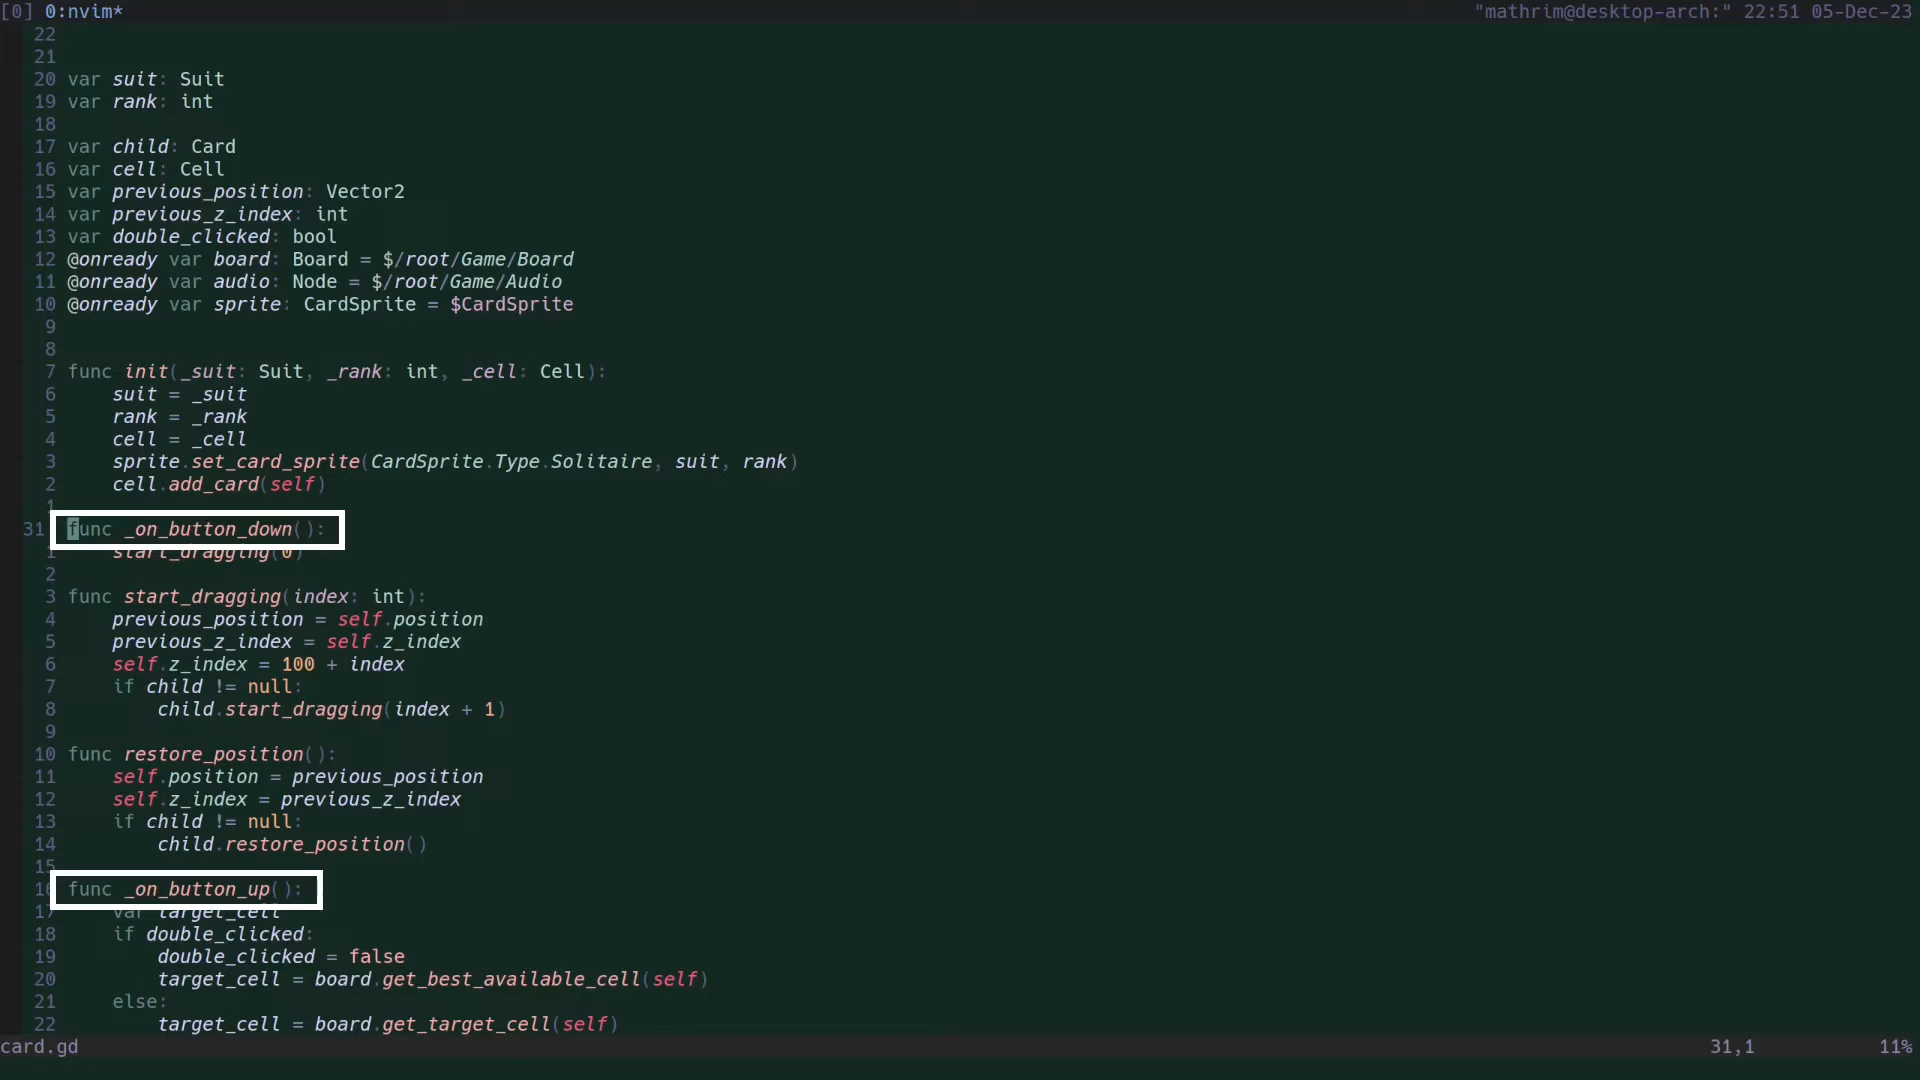 [0] 0:nvim* "mathrim@desktop-arch:" 22:51 05-Dec-23
22
21
20 var suit: Suit
19 var rank: int
18
17 var child: Card
16 var cell: Cell
15 var previous_position: Vector2
14 var previous_z_index: int
13 var double_clicked: bool
12 @onready var board: Board = $/root/Game/Board
11 @onready var audio: Node = $/root/Game/Audio
10 @onready var sprite: CardSprite = $CardSprite
9
8
7 func init(_suit: Suit, _rank: int, _cell: Cell):
6 suit = _suit
5 rank = _rank
4 cell = _cell
3 sprite.set_card_sprite(CardSprite.Type.Solitaire, suit, rank)
2 cell.add_card(self)
1
31 func _on_button_down():
1 start_dragging(0)
2
3 func start_dragging(index: int):
4 previous_position = self.position
5 previous_z_index = self.z_index
6 self.z_index = 100 + index
7 if child != null:
8 child.start_dragging(index + 1)
9
10 func restore_position():
11 self.position = previous_position
12 self.z_index = previous_z_index
13 if child != null:
14 child.restore_position()
15
16 func _on_button_up():
17 var target_cell
18 if double_clicked:
19 double_clicked = false
20 target_cell = board.get_best_available_cell(self)
21 else:
22 target_cell = board.get_target_cell(self)
card.gd 31,1 11%